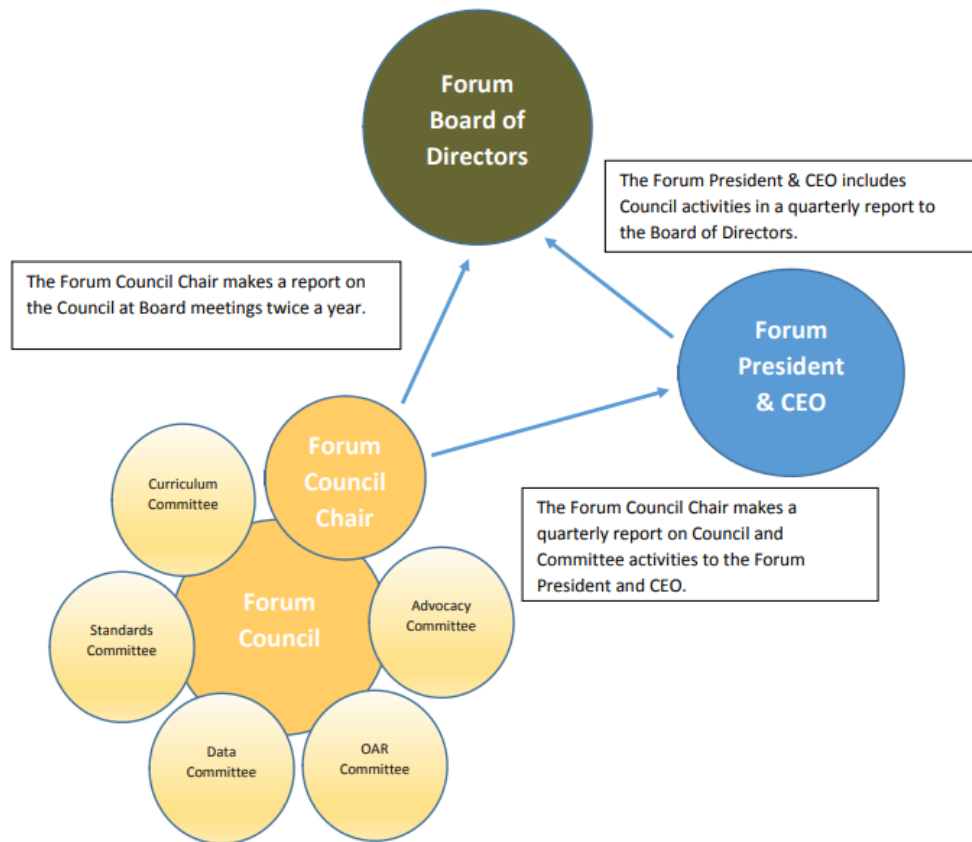 Forum
Board of
Directors
The Forum President & CEO includes
Council activities in a quarterly report to
the Board of Directors.
The Forum Council Chair makes a report on
the Council at Board meetings twice a year.
Forum
President
& CEO
Forum
Council
Chair
Curriculum
Committee
The Forum Council Chair makes a
quarterly report on Council and
Committee activities to the Forum
President and CEO.
Forum
Council
Advocacy
Committee
Standards
Committee
Data
Committee
OAR
Committee